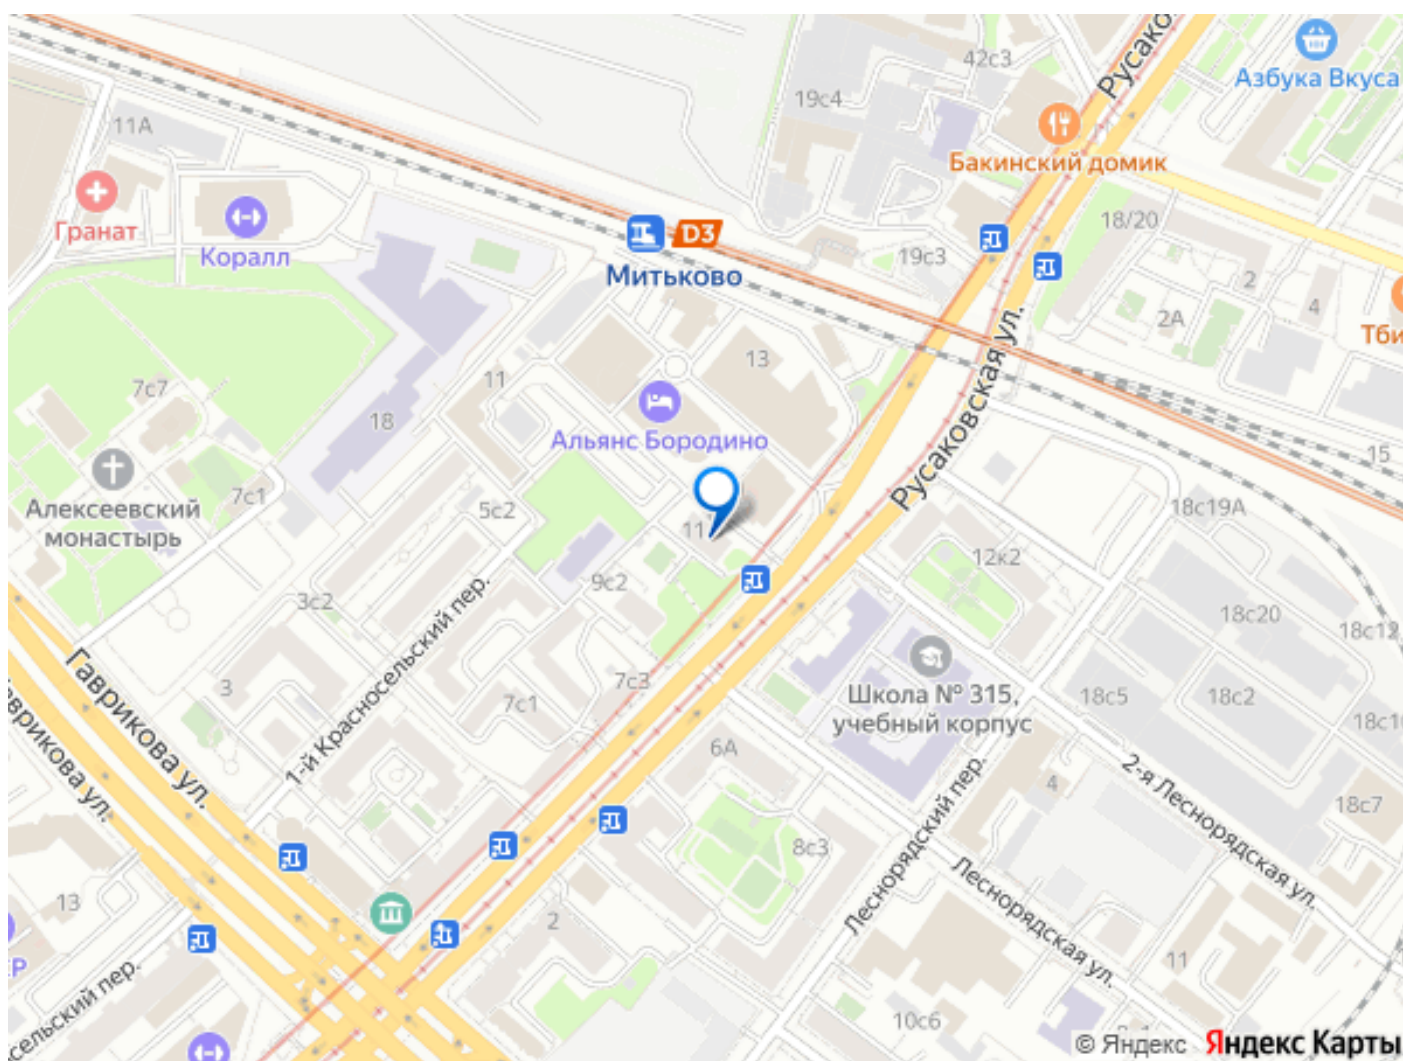 Русако
42с3
Азбука Вкуса
19с4
11А
Бакинский домик
Гранат
Коралл
D3
Митьково
18/20
19с3
2
4
2А
Тби
13
11
7с7
18
Альянс Бородино
Русаковская ул.
15
Алексеевский
монастырь
7с1
5с2
11
18с19А
12к2
9с2
3с2
1-й Красносельский пер.
18с20
18с12
Гаврикова ул.
авриkова ул.
3
7с1
7с3
Школа № 315,
учебный корпус
18с5
18с2
18с1
6А
4
2-я Леснорядская ул.
18с7
8с3
Леснорядский пер.
Леснорядская ул.
13
2
ЕР
сельский пер.
11
10с6
© Яндекс Яндекс Карты